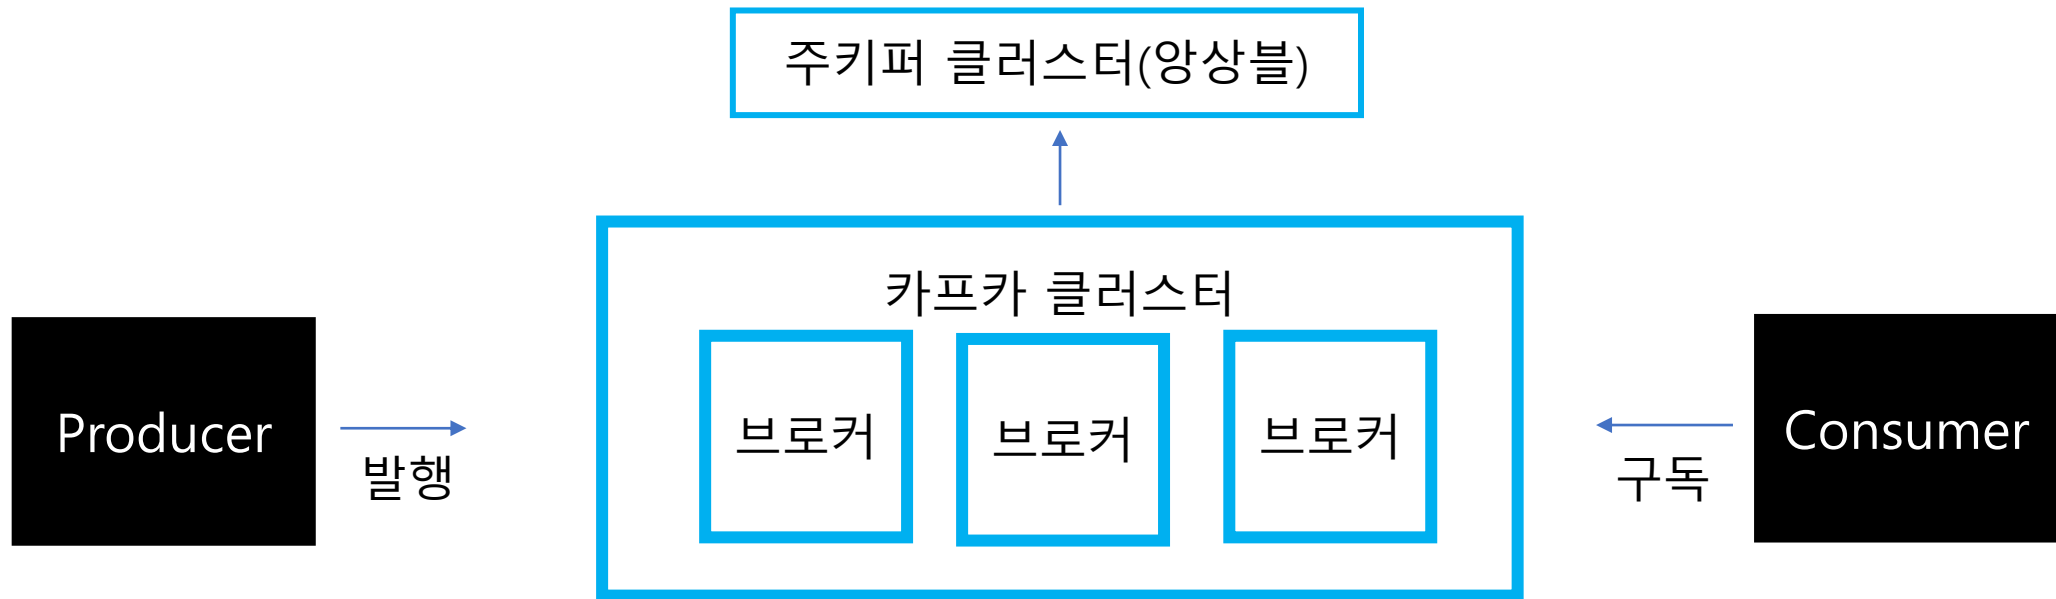 주키퍼 클러스터(앙상블)
카프카 클러스터
Producer
발행
브로커
브로커
브로커
구독
Consumer